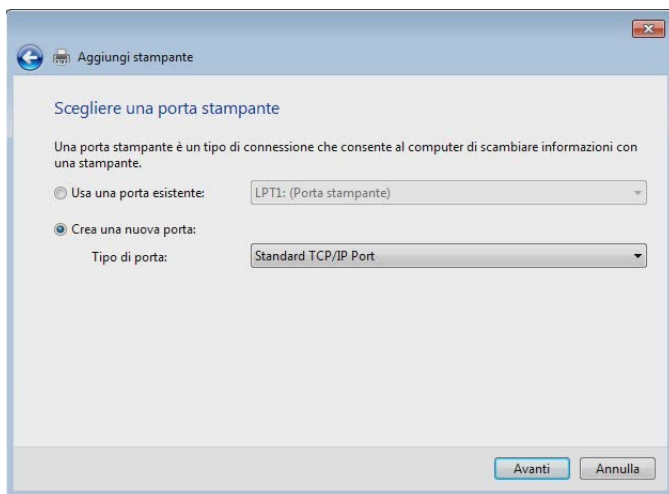 Aggiungi stampante
Scegliere una porta stampante
Una porta stampante è un tipo di connessione che consente al computer di scambiare informazioni con
una stampante.
Usa una porta esistente: LPT1: (Porta stampante)
Crea una nuova porta:
Tipo di porta: Standard TCP/IP Port
Avanti Annulla